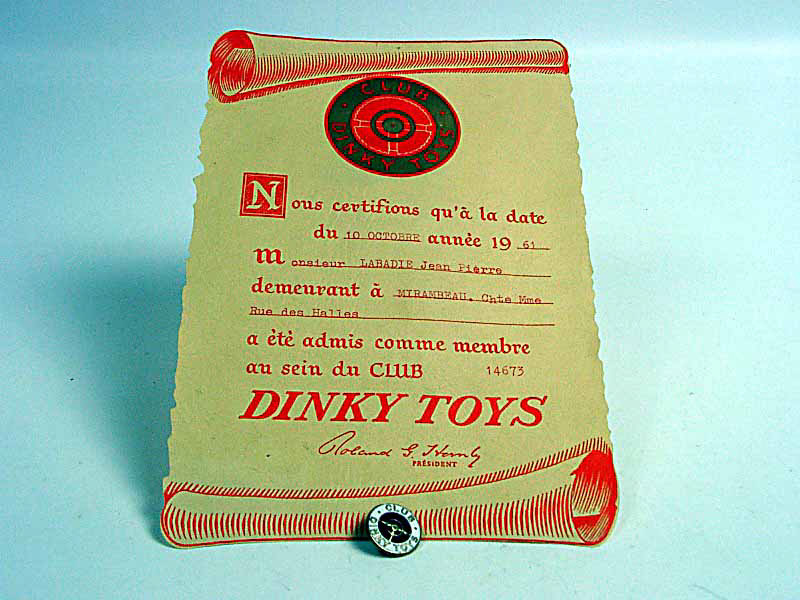 CLUB
DINKY TOYS
Nous certifions qu'à la date
du 10 OCTOBRE année 19 61
Monsieur LABADIE Jean Pierre
demeurant à MIRAMBEAU. Chte Mme
Rue des Halles
a été admis comme membre
au sein du CLUB 14673
DINKY TOYS
Roland G. Hornby
PRÉSIDENT
CLUB
DINKY TOYS